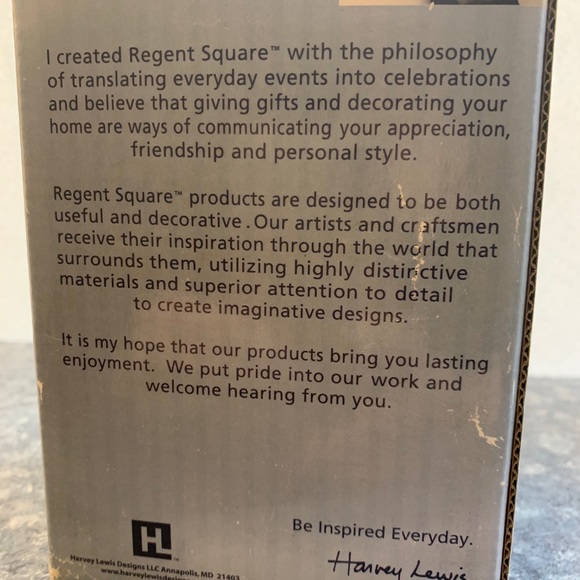 I created Regent Square™ with the philosophy
of translating everyday events into celebrations
and believe that giving gifts and decorating your
home are ways of communicating your appreciation,
friendship and personal style.
Regent Square™ products are designed to be both
useful and decorative. Our artists and craftsmen
receive their inspiration through the world that
surrounds them, utilizing highly distinctive
materials and superior attention to detail
to create imaginative designs.
It is my hope that our products bring you lasting
enjoyment. We put pride into our work and
welcome hearing from you.
Be Inspired Everyday.
H™
Harvey Lewis
Harvey Lewis Designs LLC Annapolis, MD 21403